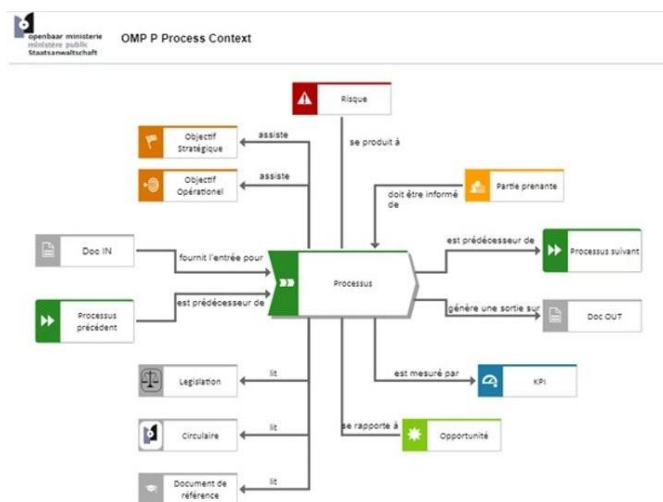 openbaar ministerie
ministère public
Staatsanwaltschaft
OMP P Process Context
Risque
se produit à
Objectif
Stratégique
assiste
Objectif
Opérationel
assiste
Partie prenante
doit être informé
de
Doc IN
fournit l'entrée pour
Processus
précédent
est prédécesseur de
Processus
est prédécesseur de
Processus suivant
génère une sortie sur
Doc OUT
Legislation
lit
est mesuré par
KPI
Circulaire
lit
se rapporte à
Opportunité
Document de
référence
lit